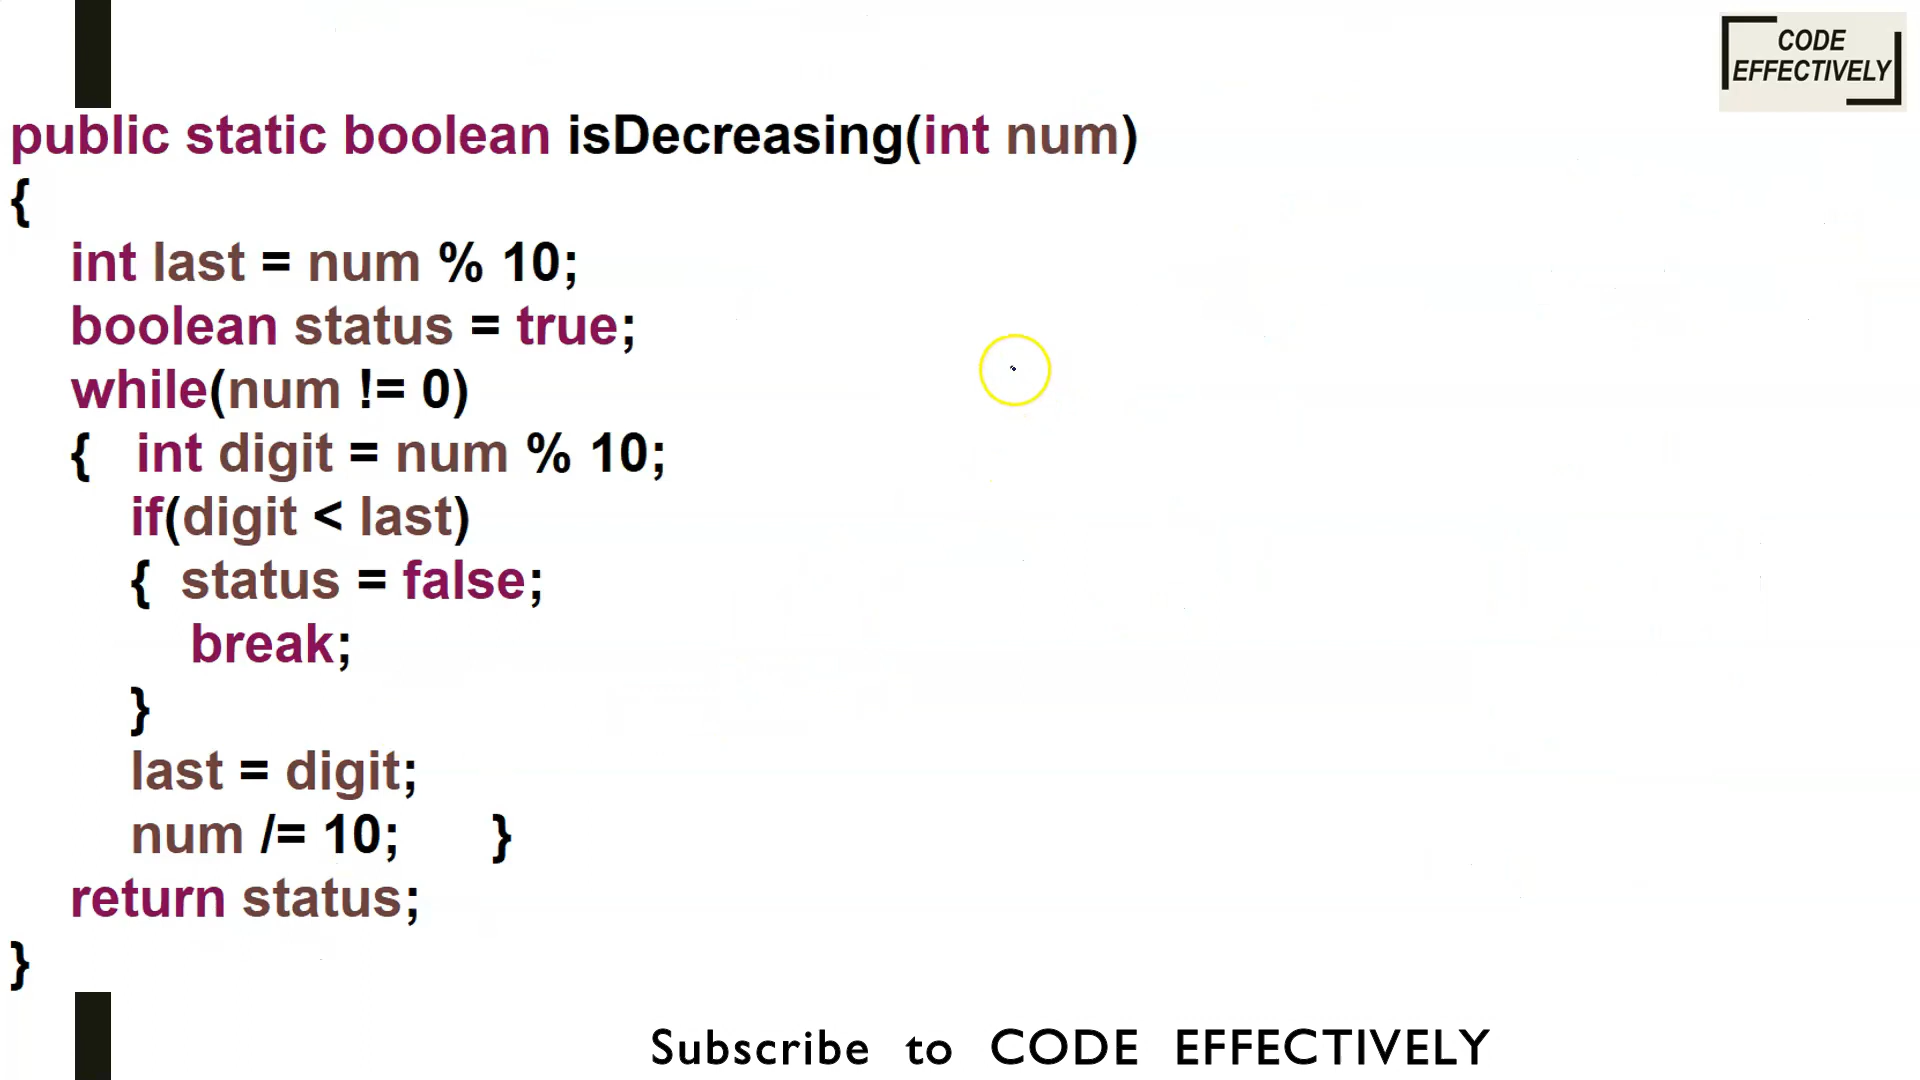 CODE
EFFECTIVELY
public static boolean isDecreasing(int num)
{
int last = num % 10;
boolean status = true;
while(num != 0)
{ int digit = num % 10;
if(digit < last)
{ status = false;
break;
}
last = digit;
num /= 10; }
return status;
}
Subscribe to CODE EFFECTIVELY